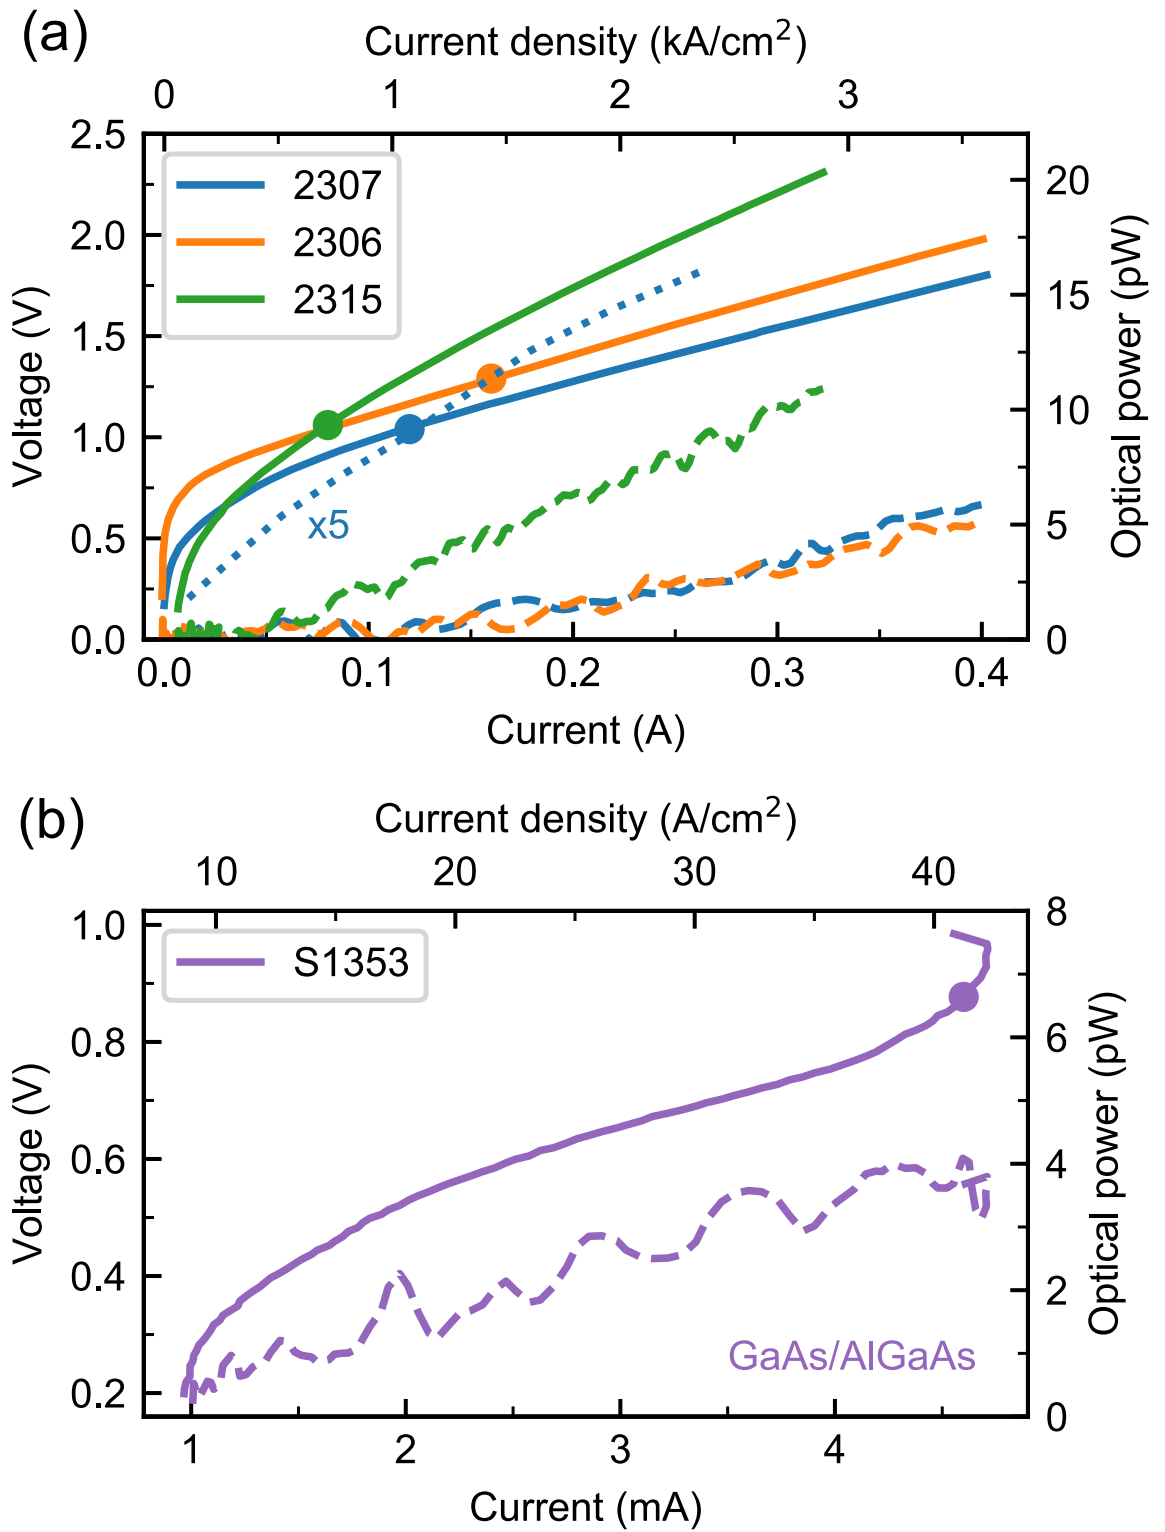 (a)
Current density (kA/cm²)
0 1 2 3
2.5
2.0
1.5
1.0
0.5
0.0
Voltage (V)
2307
2306
2315
x5
20
15
10
5
0
Optical power (pW)
0.0 0.1 0.2 0.3 0.4
Current (A)
(b)
Current density (A/cm²)
10 20 30 40
1.0
0.8
0.6
0.4
0.2
Voltage (V)
S1353
GaAs/AlGaAs
8
6
4
2
0
Optical power (pW)
1 2 3 4
Current (mA)